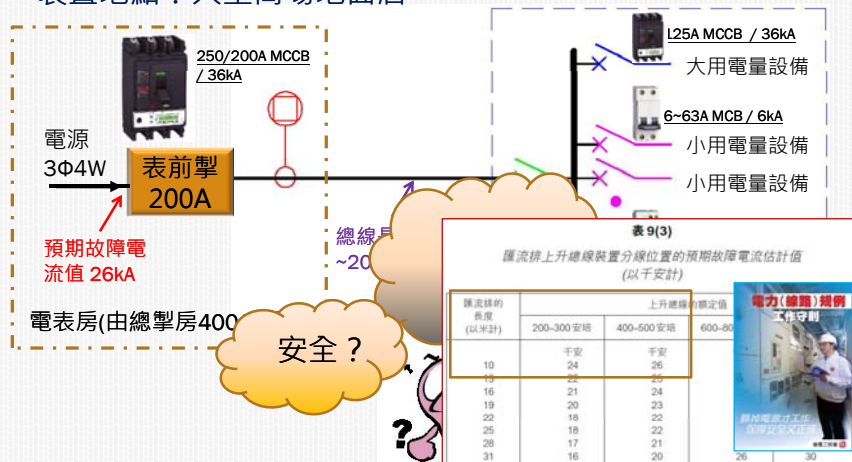 250/200A MCCB
/ 36kA
電源
3Φ4W
表前掣
200A
預期故障電
流值 26kA
電表房(由總掣房400
總線長
~20
125A MCCB / 36kA
大用電量設備
6~63A MCB / 6kA
小用電量設備
小用電量設備
安全？
?
表 9(3)
匯流排上升總線裝置分線位置的預期故障電流估計值
(以千安計)
匯流排的
長度
(以米計)
上升總線的額定值
200–300 安培 400–500 安培 600–80
千安 千安
10 24 26
13 22 25
16 21 24
19 20 23
22 18 22
25 18 22
28 17 21
31 16 20 26 30
電力（線路）規例
工作守則